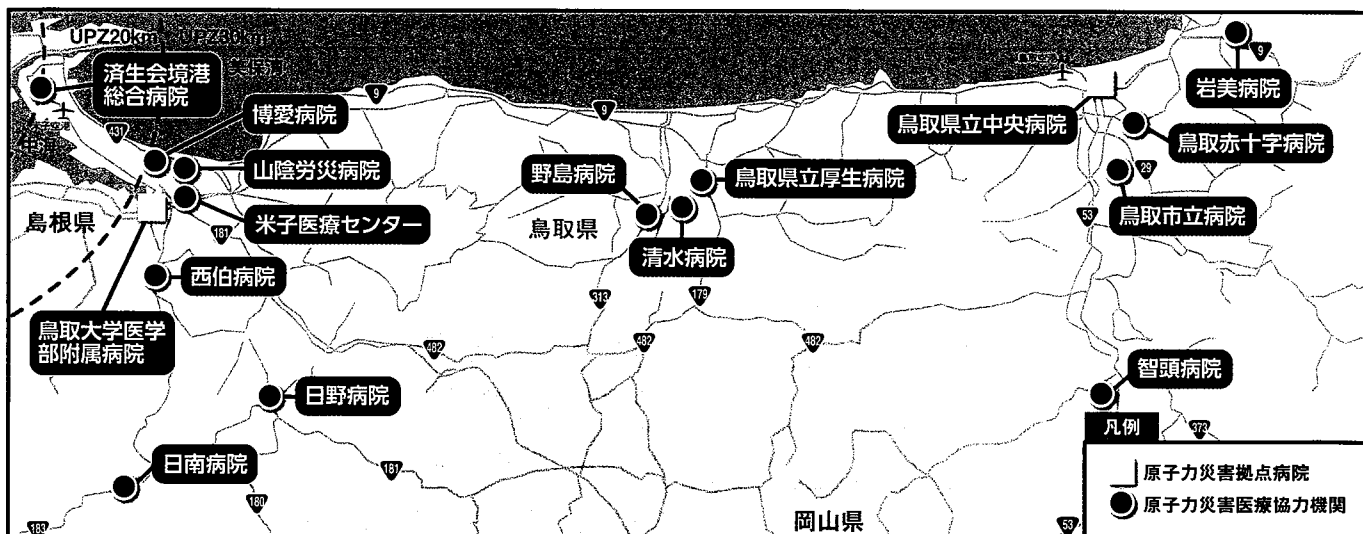 UPZ20km
UPZ30km
済生会境港
総合病院
博愛病院
山陰労災病院
米子医療センター
島根県
西伯病院
鳥取大学医学
部附属病院
日野病院
日南病院
野島病院
鳥取県立厚生病院
清水病院
鳥取県
鳥取県立中央病院
岩美病院
鳥取赤十字病院
鳥取市立病院
智頭病院
岡山県
9
9
9
431
181
181
180
183
313
179
482
482
482
29
53
53
373
凡例
原子力災害拠点病院
原子力災害医療協力機関